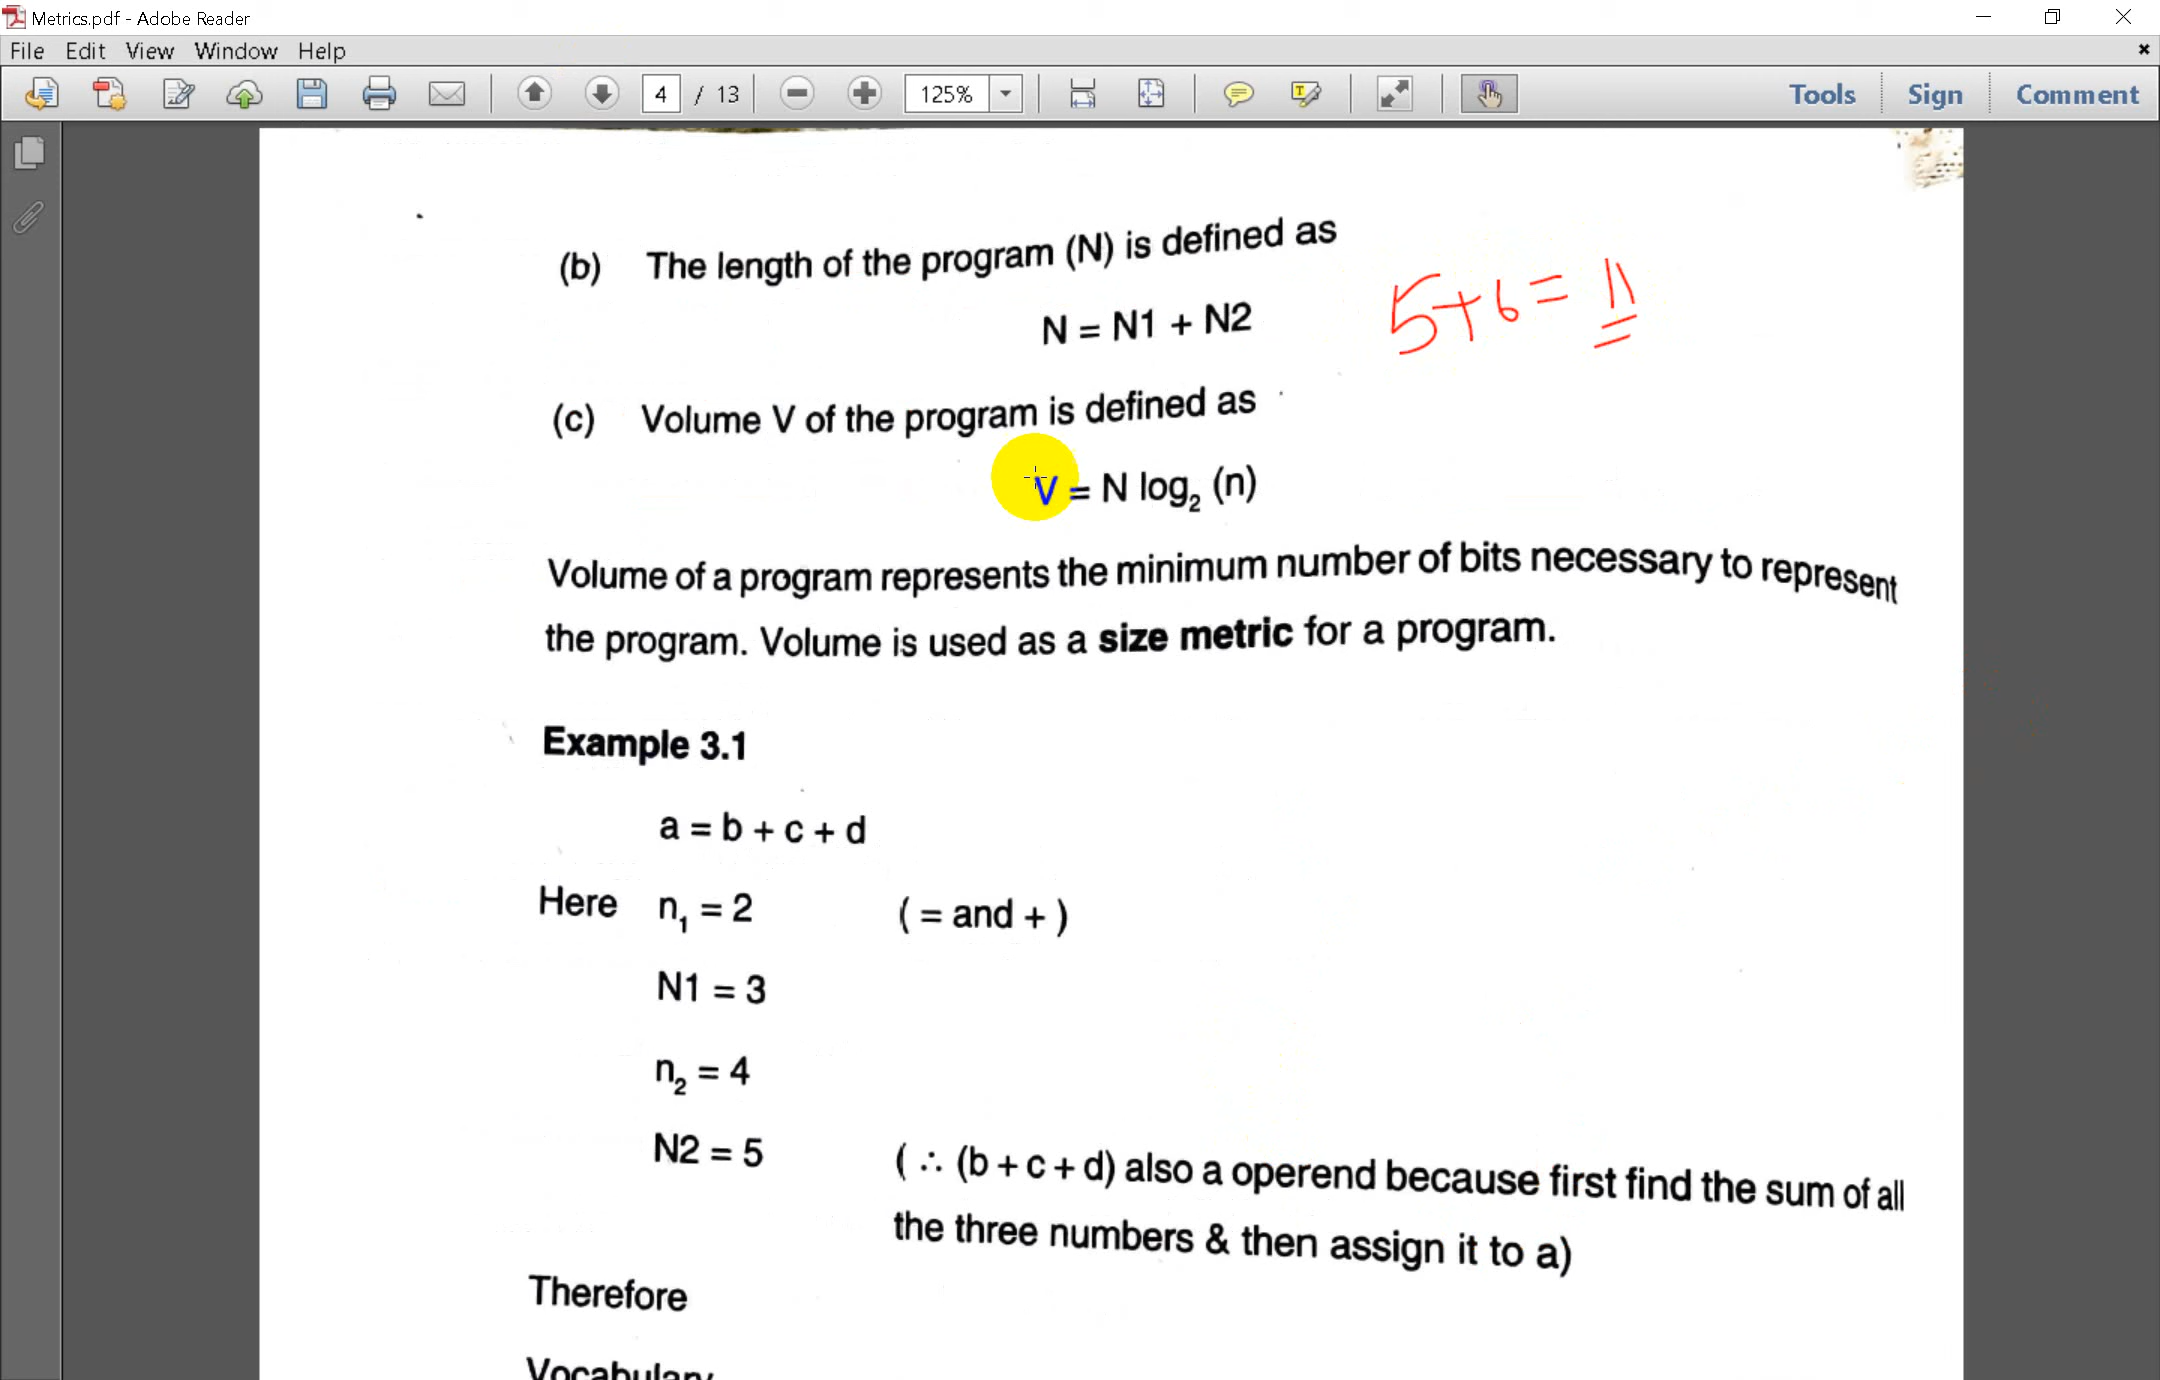 Metrics.pdf - Adobe Reader
File Edit View Window Help
4 / 13 125% Tools Sign Comment
(b) The length of the program (N) is defined as
N = N1 + N2
5+6 = 11
(c) Volume V of the program is defined as
V = N log₂ (n)
Volume of a program represents the minimum number of bits necessary to represent
the program. Volume is used as a size metric for a program.
Example 3.1
a = b + c + d
Here n₁ = 2 ( = and + )
N1 = 3
n₂ = 4
N2 = 5 ( ∴ (b + c + d) also a operend because first find the sum of all
the three numbers & then assign it to a)
Therefore
Vocabulary